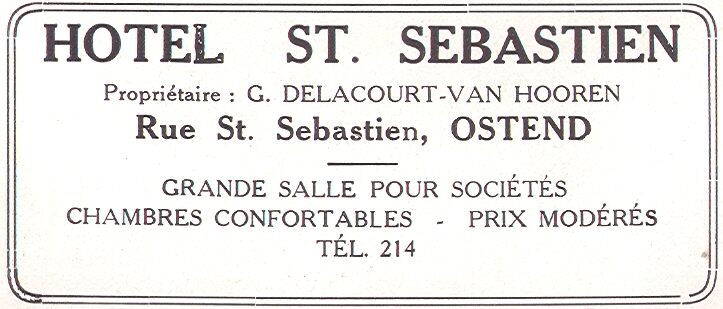 HOTEL ST. SEBASTIEN
Propriétaire : G. DELACOURT-VAN HOOREN
Rue St. Sebastien, OSTEND
GRANDE SALLE POUR SOCIÉTÉS
CHAMBRES CONFORTABLES - PRIX MODÉRÉS
TÉL. 214